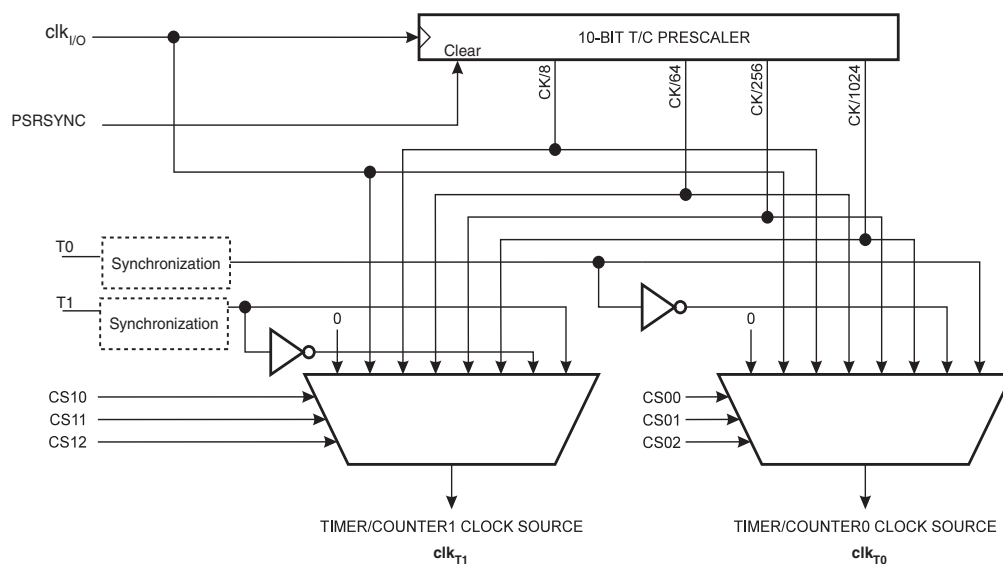 clkI/O
10-BIT T/C PRESCALER
Clear
CK/8
CK/64
CK/256
CK/1024
PSRSYNC
T0
Synchronization
T1
Synchronization
0
0
CS10
CS11
CS12
CS00
CS01
CS02
TIMER/COUNTER1 CLOCK SOURCE
clkT1
TIMER/COUNTER0 CLOCK SOURCE
clkT0